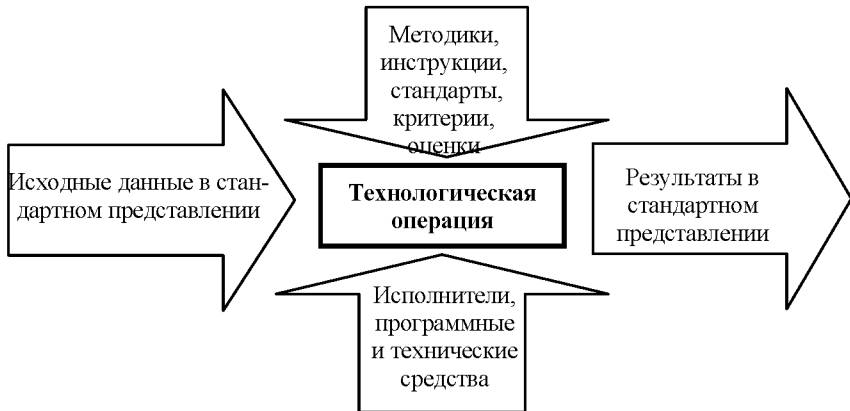 Методики,
инструкции,
стандарты,
критерии,
оценки
Исходные данные в стан-
дартном представлении
Технологическая
операция
Результаты в
стандартном
представлении
Исполнители,
программные
и технические
средства